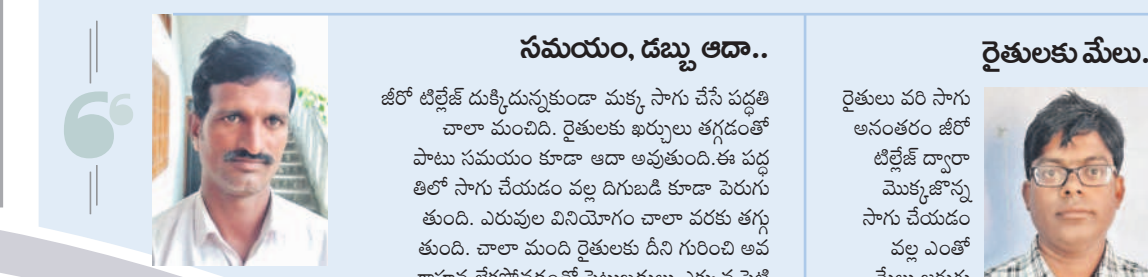 సమయం, డబ్బు ఆదా..
జీరో టిల్లేజ్ దుక్కిదున్నకుండా మక్క సాగు చేసే పద్ధతి
చాలా మంచిది. రైతులకు ఖర్చులు తగ్గడంతో
పాటు సమయం కూడా ఆదా అవుతుంది.ఈ పద్ధ
తిలో సాగు చేయడం వల్ల దిగుబడి కూడా పెరుగు
తుంది. ఎరువుల వినియోగం చాలా వరకు తగ్గు
తుంది. చాలా మంది రైతులకు దీని గురించి అవ
రైతులకు మేలు.
రైతులు వరి సాగు
అనంతరం జీరో
టిల్లేజ్ ద్వారా
మొక్కజొన్న
సాగు చేయడం
వల్ల ఎంతో